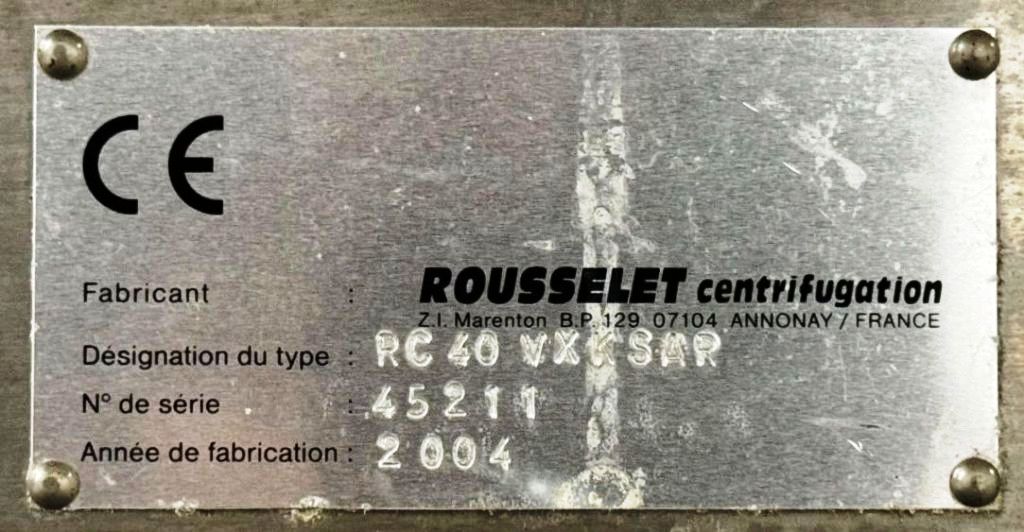 CE
Fabricant : ROUSSELET centrifugation
Z.I. Marenton B.P. 129 07104 ANNONAY / FRANCE
Désignation du type : RC 40 VXKSAR
N° de série : 45211
Année de fabrication : 2004